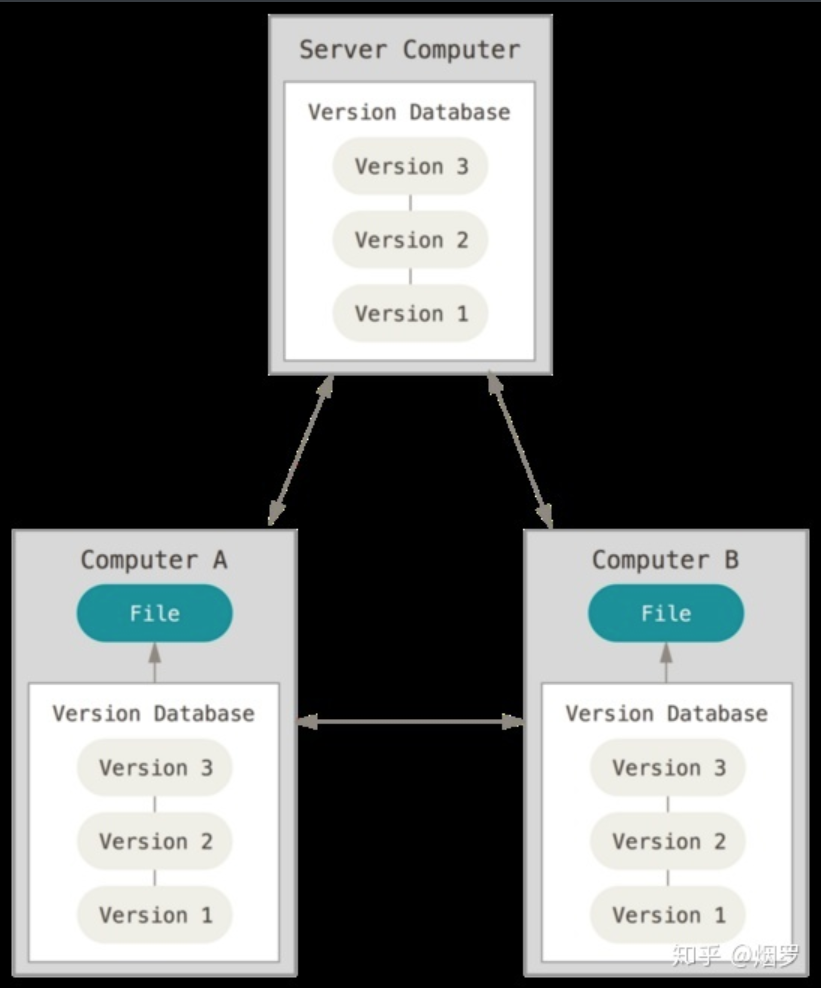 Server Computer
Version Database
Version 3
Version 2
Version 1
Computer A
File
Version Database
Version 3
Version 2
Version 1
Computer B
File
Version Database
Version 3
Version 2
Version 1
知乎 @烟罗